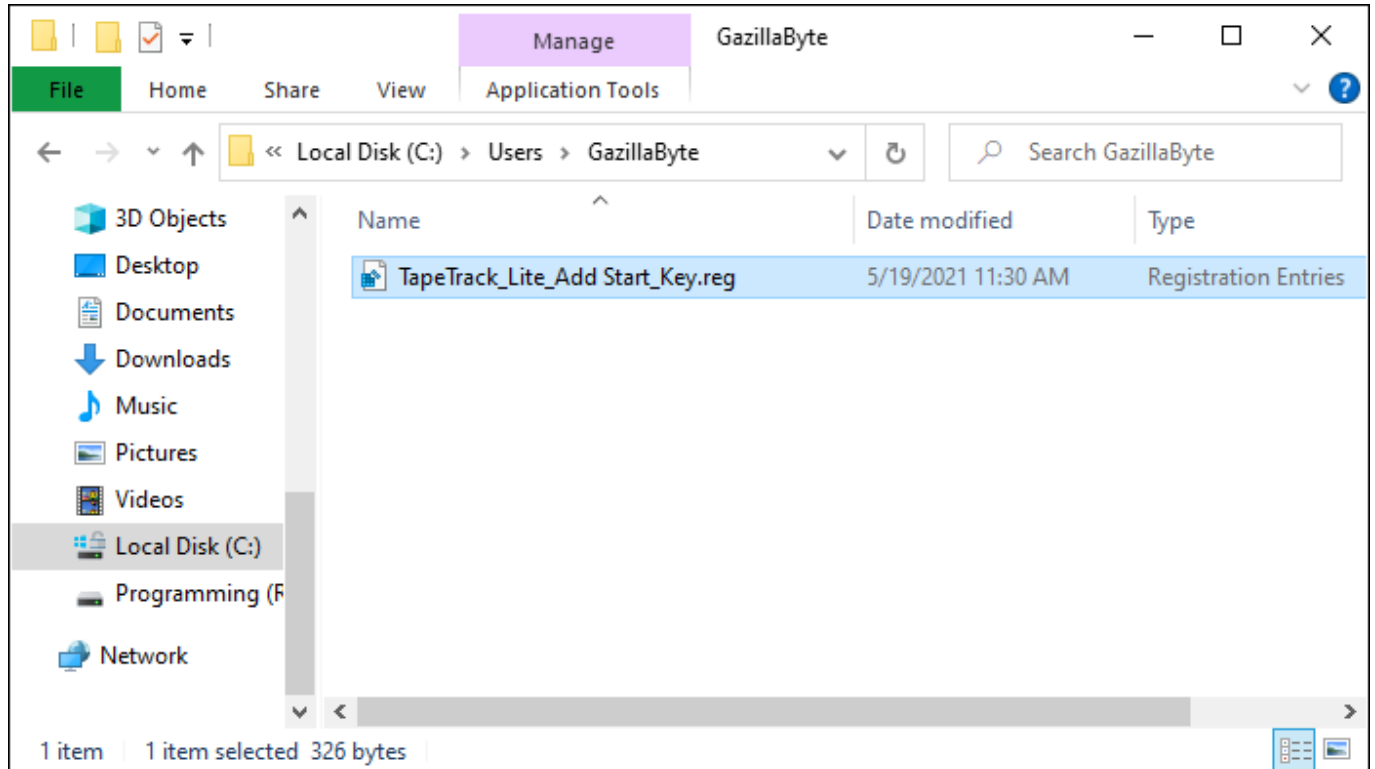 Manage GazillaByte
File Home Share View Application Tools ?
« Local Disk (C:) > Users > GazillaByte Search GazillaByte
3D Objects Name Date modified Type
Desktop TapeTrack_Lite_Add Start_Key.reg 5/19/2021 11:30 AM Registration Entries
Documents
Downloads
Music
Pictures
Videos
Local Disk (C:)
Programming (R
Network
1 item 1 item selected 326 bytes